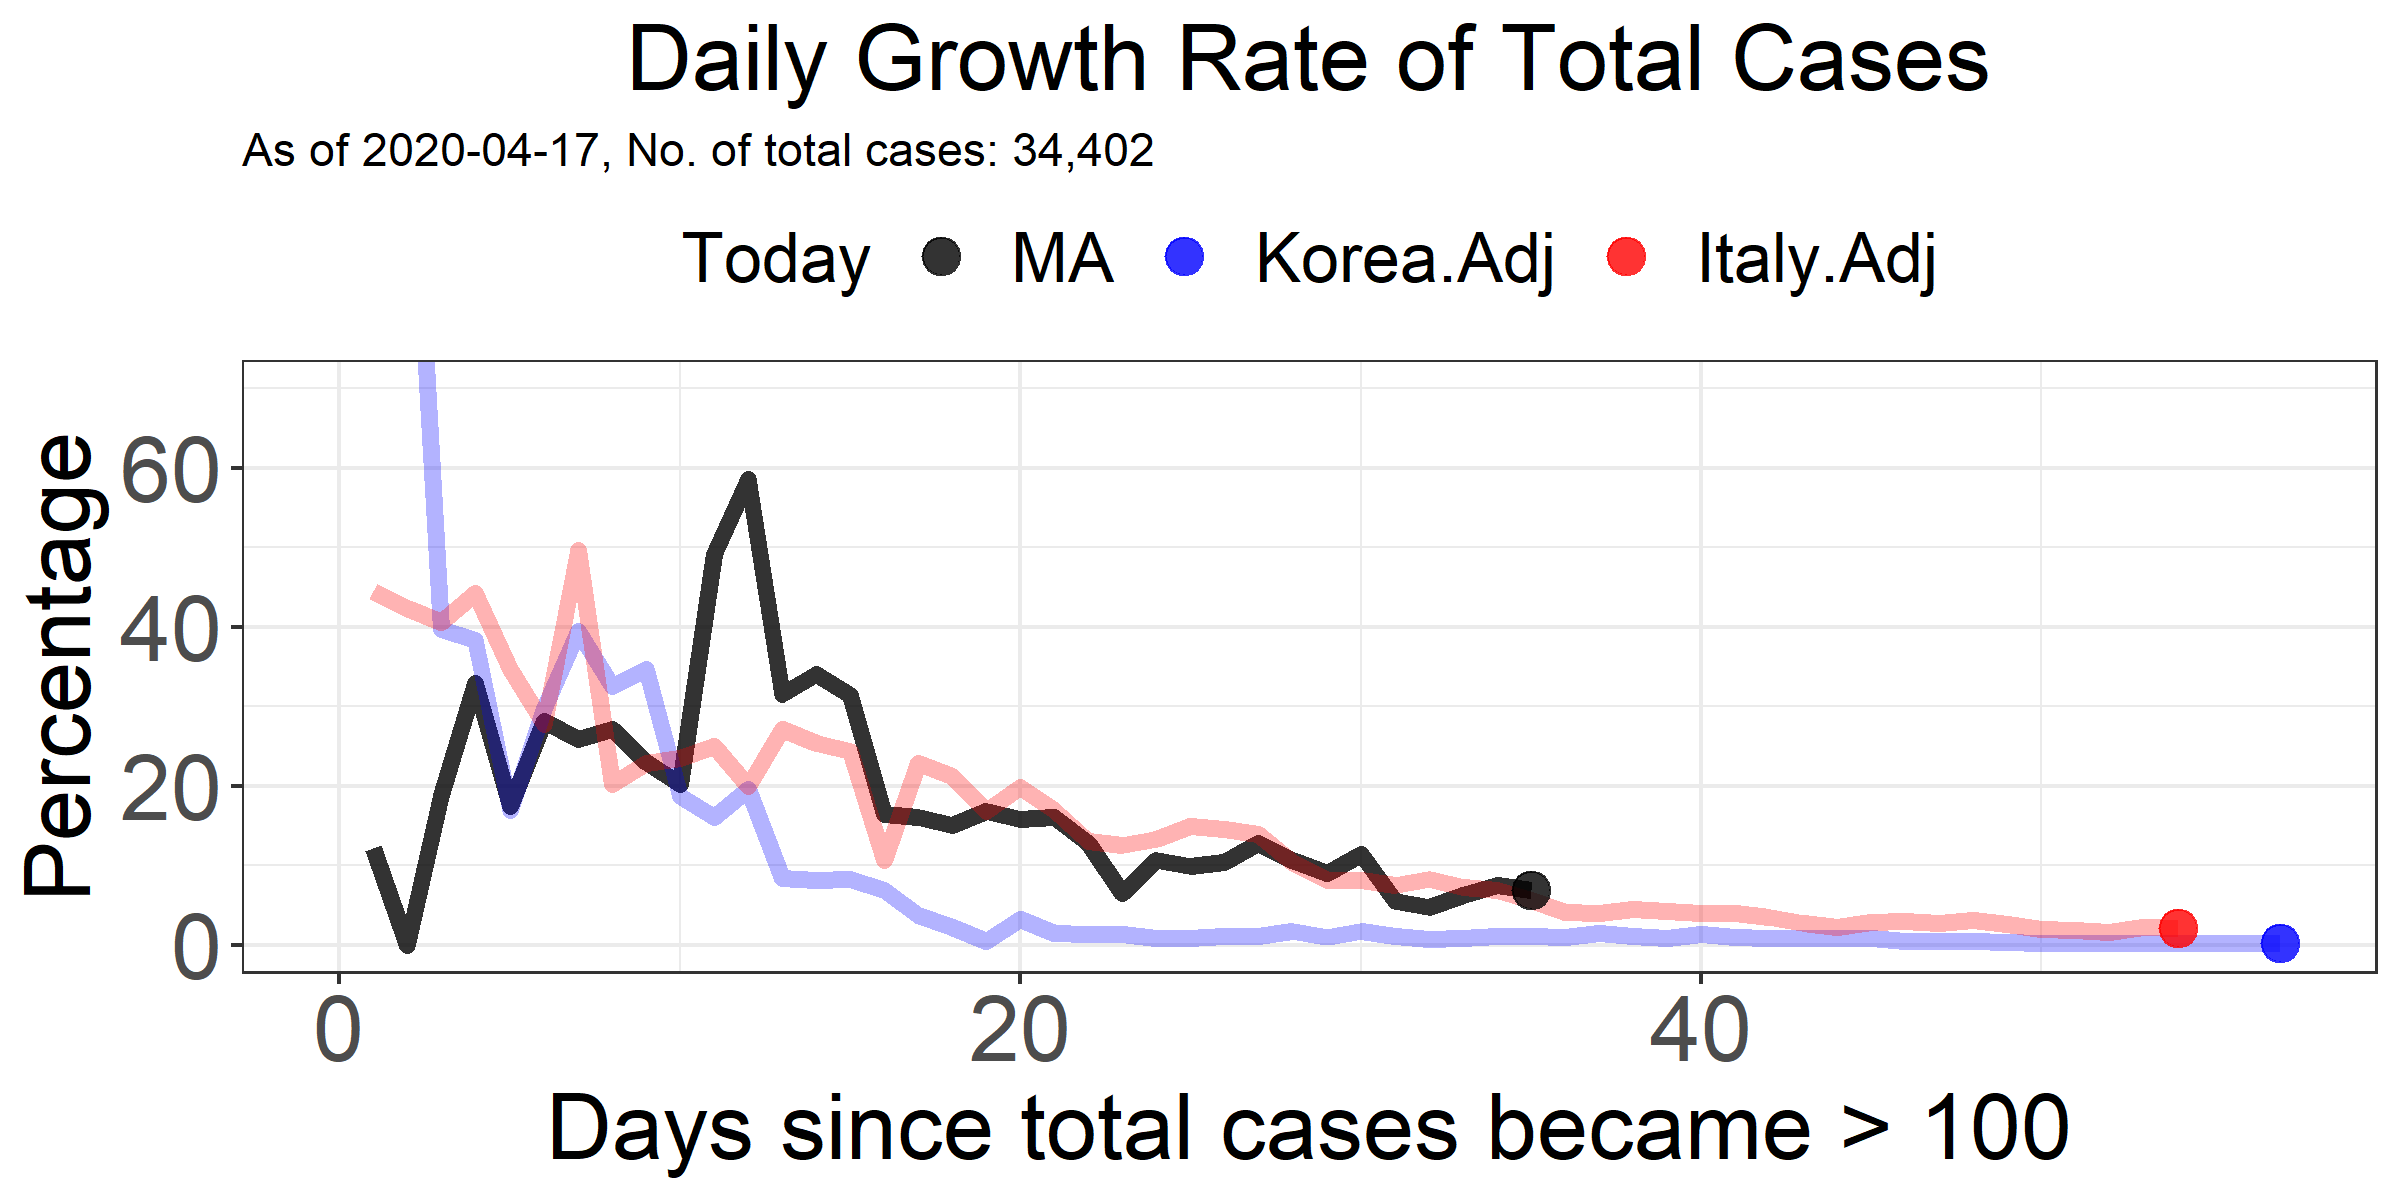 Daily Growth Rate of Total Cases
As of 2020-04-17, No. of total cases: 34,402
Today MA Korea.Adj Italy.Adj
Percentage
60
40
20
0
0 20 40
Days since total cases became > 100